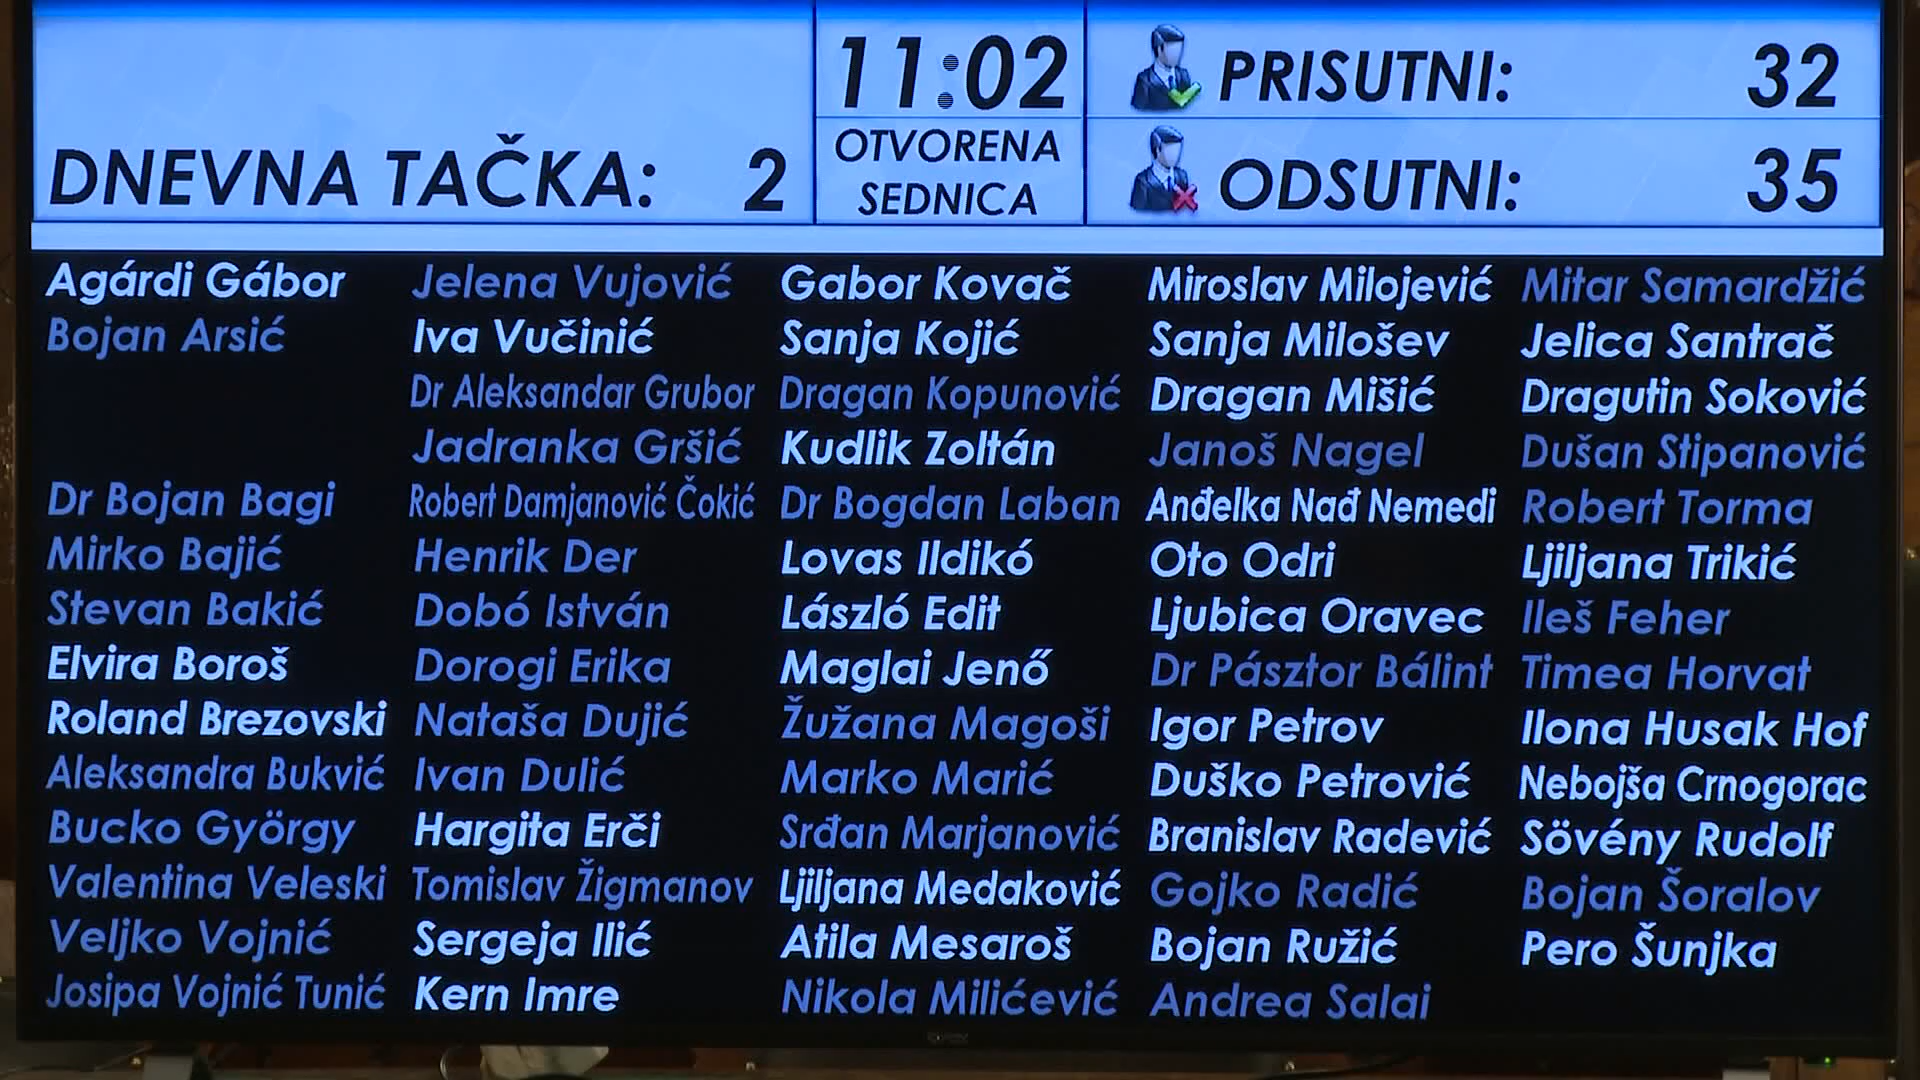 DNEVNA TAČKA: 2
11:02
OTVORENA
SEDNICA
PRISUTNI: 32
ODSUTNI: 35
Agárdi Gábor
Bojan Arsić
Dr Bojan Bagi
Mirko Bajić
Stevan Bakić
Elvira Boroš
Roland Brezovski
Aleksandra Bukvić
Bucko György
Valentina Veleski
Veljko Vojnić
Josipa Vojnić Tunić
Jelena Vujović
Iva Vučinić
Dr Aleksandar Grubor
Jadranka Gršić
Robert Damjanović Čokić
Henrik Der
Dobó István
Dorogi Erika
Nataša Dujić
Ivan Dulić
Hargita Erči
Tomislav Žigmanov
Sergeja Ilić
Kern Imre
Gabor Kovač
Sanja Kojić
Dragan Kopunović
Kudlik Zoltán
Dr Bogdan Laban
Lovas Ildikó
László Edit
Maglai Jenő
Žužana Magoši
Marko Marić
Srđan Marjanović
Ljiljana Medaković
Atila Mesaroš
Nikola Milićević
Miroslav Milojević
Sanja Milošev
Dragan Mišić
Janoš Nagel
Anđelka Nađ Nemedi
Oto Odri
Ljubica Oravec
Dr Pásztor Bálint
Igor Petrov
Duško Petrović
Branislav Radević
Gojko Radić
Bojan Ružić
Andrea Salai
Mitar Samardžić
Jelica Santrač
Dragutin Soković
Dušan Stipanović
Robert Torma
Ljiljana Trikić
Ileš Feher
Timea Horvat
Ilona Husak Hof
Nebojša Crnogorac
Sövény Rudolf
Bojan Šoralov
Pero Šunjka